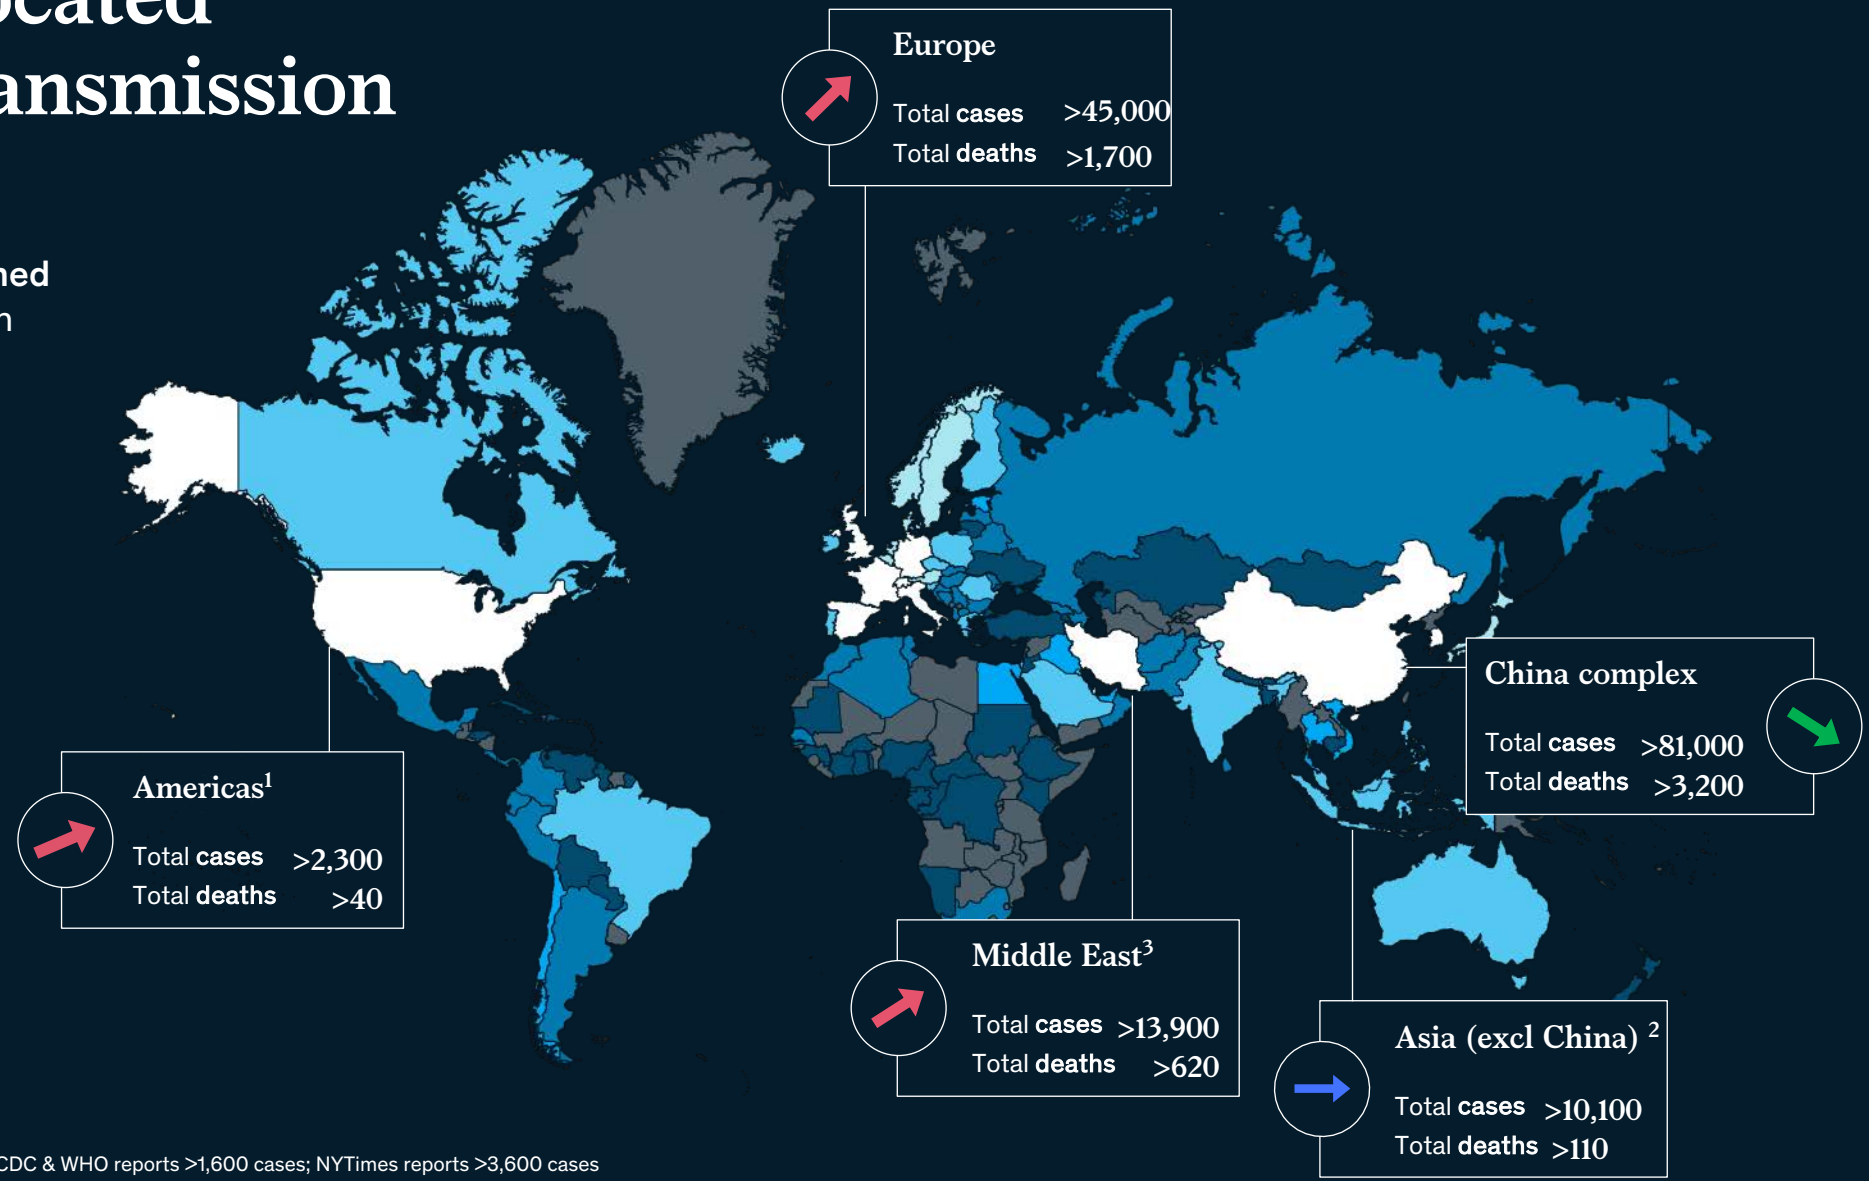 ansmission
Europe
Total cases >45,000
Total deaths >1,700
Americas¹
Total cases >2,300
Total deaths >40
Middle East³
Total cases >13,900
Total deaths >620
China complex
Total cases >81,000
Total deaths >3,200
Asia (excl China) ²
Total cases >10,100
Total deaths >110
CDC & WHO reports >1,600 cases; NYTimes reports >3,600 cases